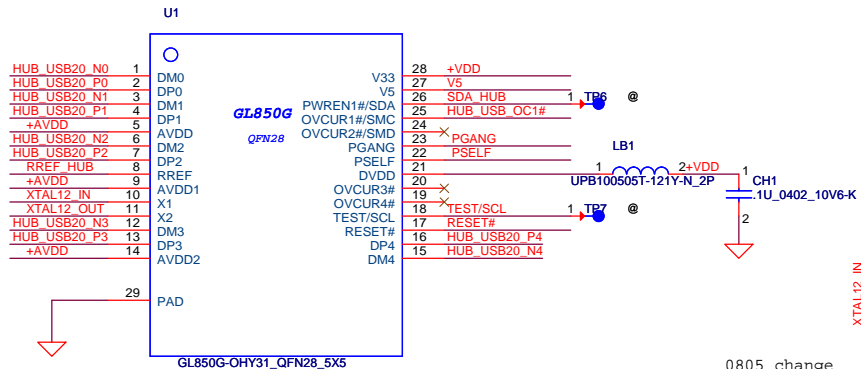 U1
GL850G
QFN28
HUB_USB20_N0 1 DM0
HUB_USB20_P0 2 DP0
HUB_USB20_N1 3 DM1
HUB_USB20_P1 4 DP1
+AVDD 5 AVDD
HUB_USB20_N2 6 DM2
HUB_USB20_P2 7 DP2
RREF_HUB 8 RREF
+AVDD 9 AVDD1
XTAL12_IN 10 X1
XTAL12_OUT 11 X2
HUB_USB20_N3 12 DM3
HUB_USB20_P3 13 DP3
+AVDD 14 AVDD2
29 PAD
V33 28 +VDD
V5 27 V5
PWREN1#/SDA 26 SDA_HUB 1 TP6 @
OVCUR1#/SMC 25 HUB_USB_OC1#
OVCUR2#/SMD 24
PGANG 23 PGANG
PSELF 22 PSELF
DVDD 21
OVCUR3# 20
OVCUR4# 19
TEST/SCL 18 TEST/SCL 1 TP7 @
RESET# 17 RESET#
DP4 16 HUB_USB20_P4
DM4 15 HUB_USB20_N4
LB1
1 2 +VDD
UPB100505T-121Y-N_2P
1
CH1
.1U_0402_10V6-K
2
XTAL12_IN
GL850G-OHY31_QFN28_5X5
0805 change